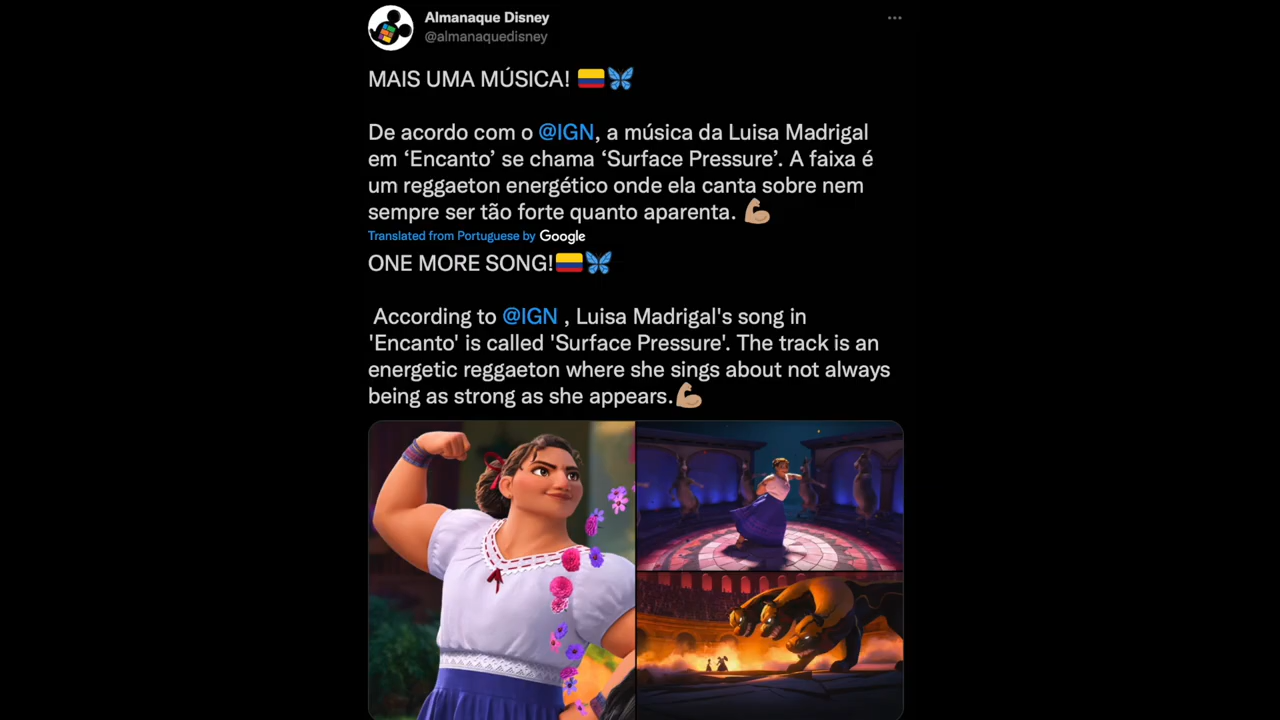 Almanaque Disney
@almanaquedisney
MAIS UMA MÚSICA! 🇨🇴🦋
De acordo com o @IGN, a música da Luisa Madrigal
em ‘Encanto’ se chama ‘Surface Pressure’. A faixa é
um reggaeton energético onde ela canta sobre nem
sempre ser tão forte quanto aparenta. 💪🏼
Translated from Portuguese by Google
ONE MORE SONG!🇨🇴🦋
According to @IGN , Luisa Madrigal's song in
'Encanto' is called 'Surface Pressure'. The track is an
energetic reggaeton where she sings about not always
being as strong as she appears.💪🏼